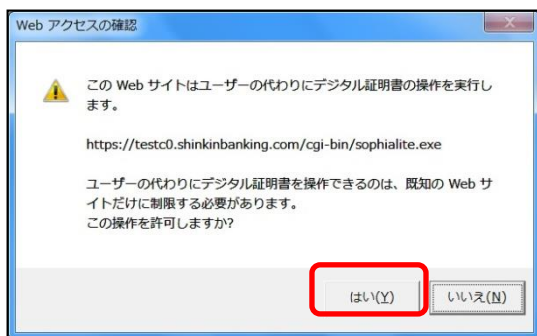 Web アクセスの確認
この Web サイトはユーザーの代わりにデジタル証明書の操作を実行し
ます。
https://testc0.shinkinbanking.com/cgi-bin/sophialite.exe
ユーザーの代わりにデジタル証明書を操作できるのは、既知の Web サ
イトだけに制限する必要があります。
この操作を許可しますか?
はい(Y)
いいえ(N)